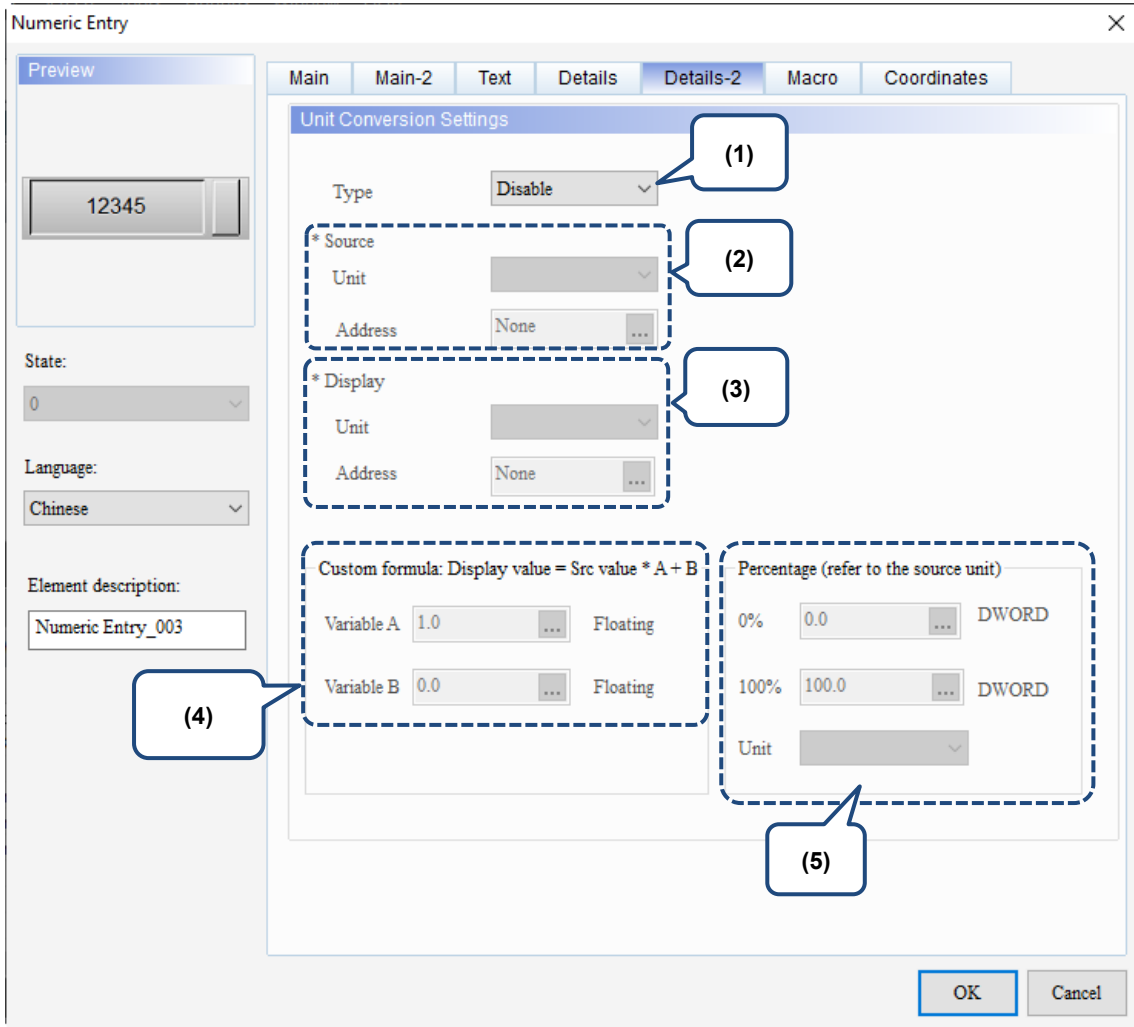 Numeric Entry
Preview
12345
State:
0
Language:
Chinese
Element description:
Numeric Entry_003
Main Main-2 Text Details Details-2 Macro Coordinates
Unit Conversion Settings
Type Disable
(1)
* Source
Unit
Address None ...
(2)
* Display
Unit
Address None ...
(3)
Custom formula: Display value = Src value * A + B
Variable A 1.0 ... Floating
Variable B 0.0 ... Floating
(4)
Percentage (refer to the source unit)
0% 0.0 ... DWORD
100% 100.0 ... DWORD
Unit
(5)
OK Cancel